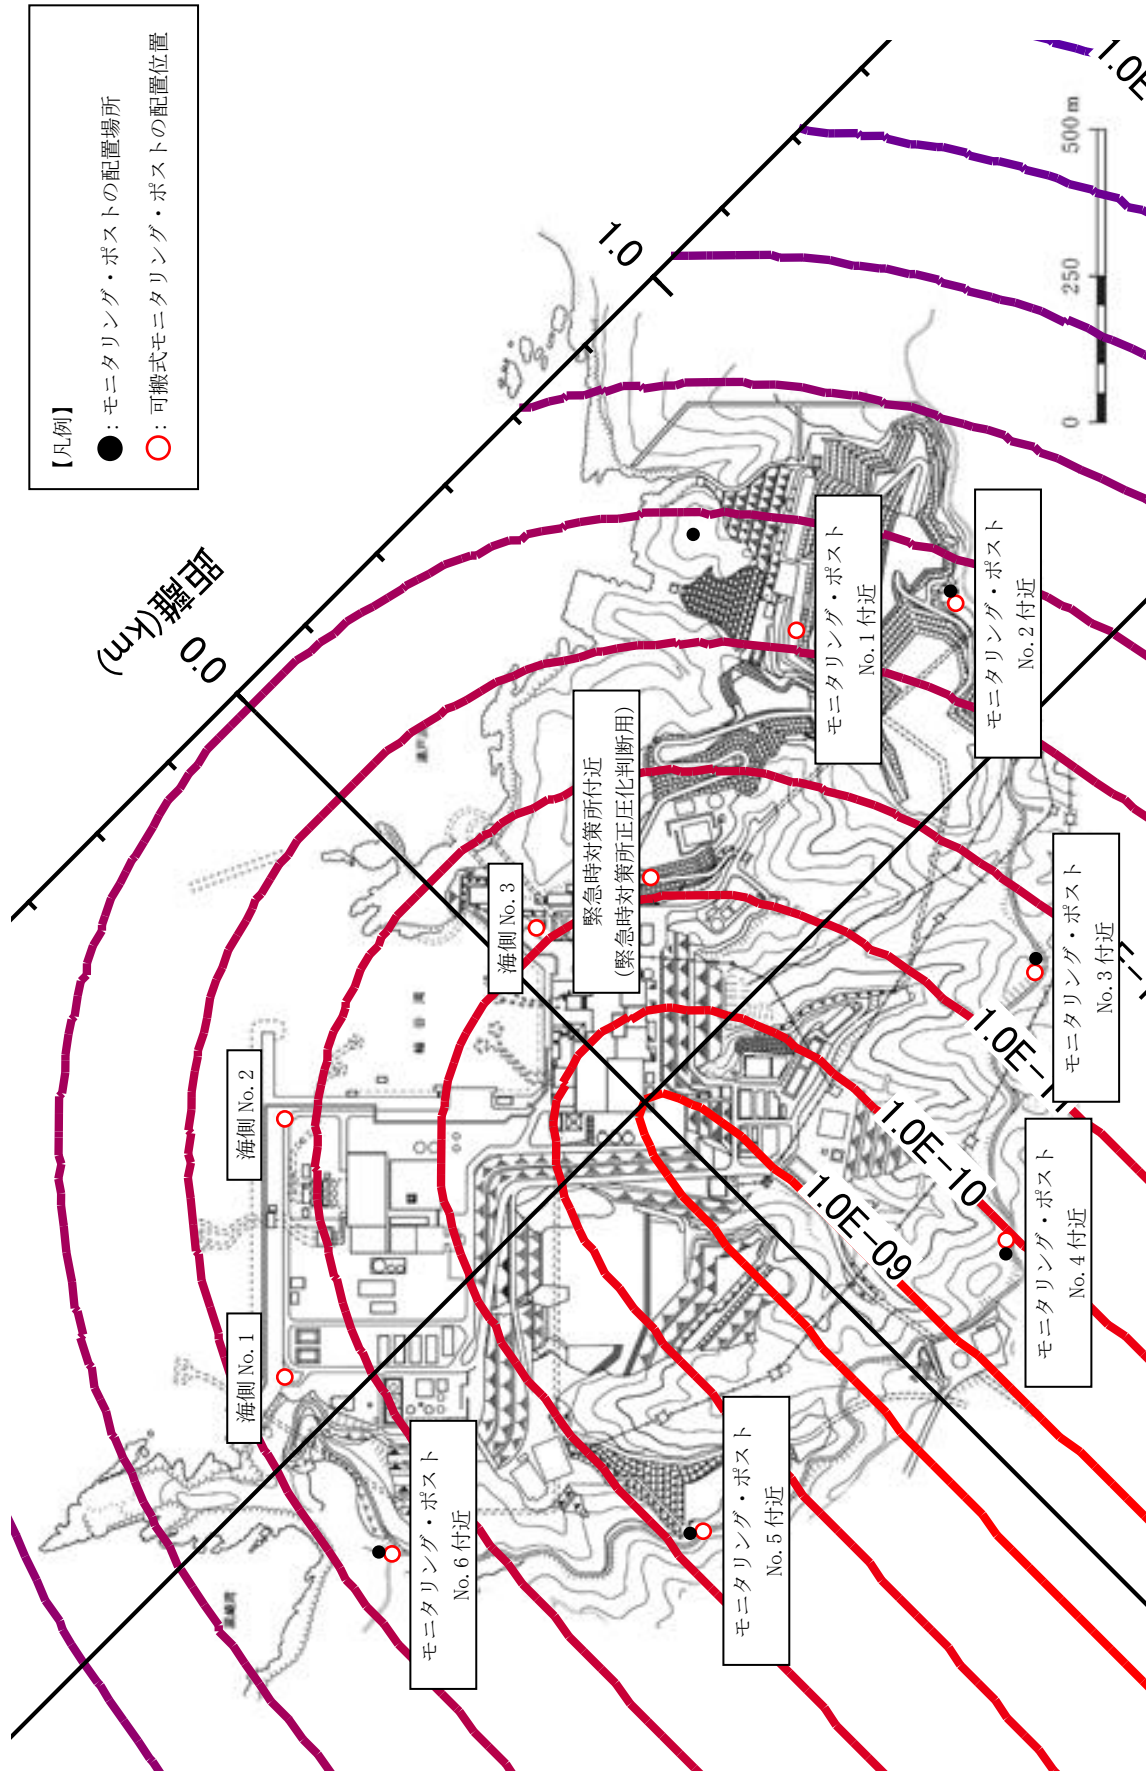 【凡例】
●：モニタリング・ポストの配置場所
○：可搬式モニタリング・ポストの配置位置
距離(km)
0.0
1.0
1.0E
0
250
500m
海側 No.1
海側 No.2
海側 No.3
緊急時対策所付近
(緊急時対策所正圧化判断用)
モニタリング・ポスト
No.1 付近
モニタリング・ポスト
No.2 付近
モニタリング・ポスト
No.3 付近
モニタリング・ポスト
No.4 付近
モニタリング・ポスト
No.5 付近
モニタリング・ポスト
No.6 付近
1.0E-09
1.0E-10
1.0E-1